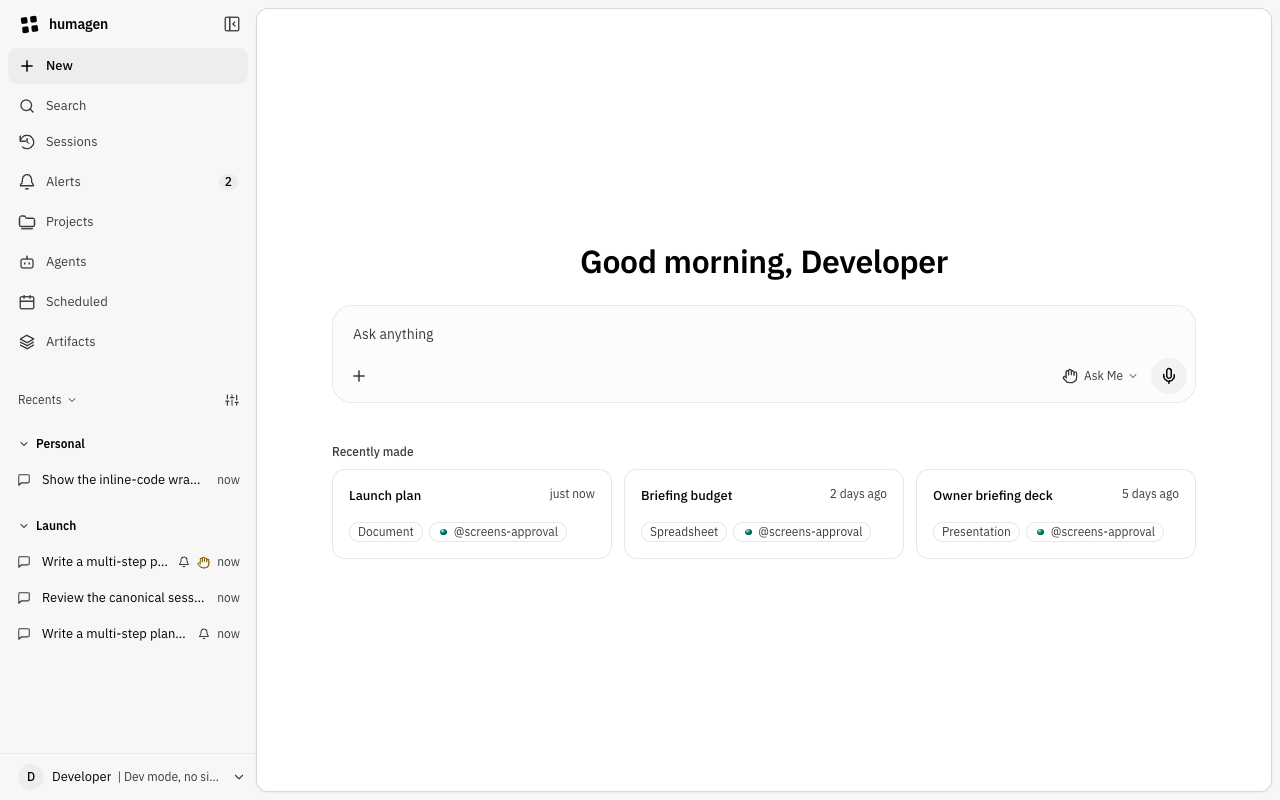 humagen
New
Search
Sessions
Alerts 2
Projects
Agents
Scheduled
Artifacts
Recents
Personal
Show the inline-code wra... now
Launch
Write a multi-step p... now
Review the canonical sess... now
Write a multi-step plan... now
D Developer | Dev mode, no si...
Good morning, Developer
Ask anything
Ask Me
Recently made
Launch plan just now
Document @screens-approval
Briefing budget 2 days ago
Spreadsheet @screens-approval
Owner briefing deck 5 days ago
Presentation @screens-approval